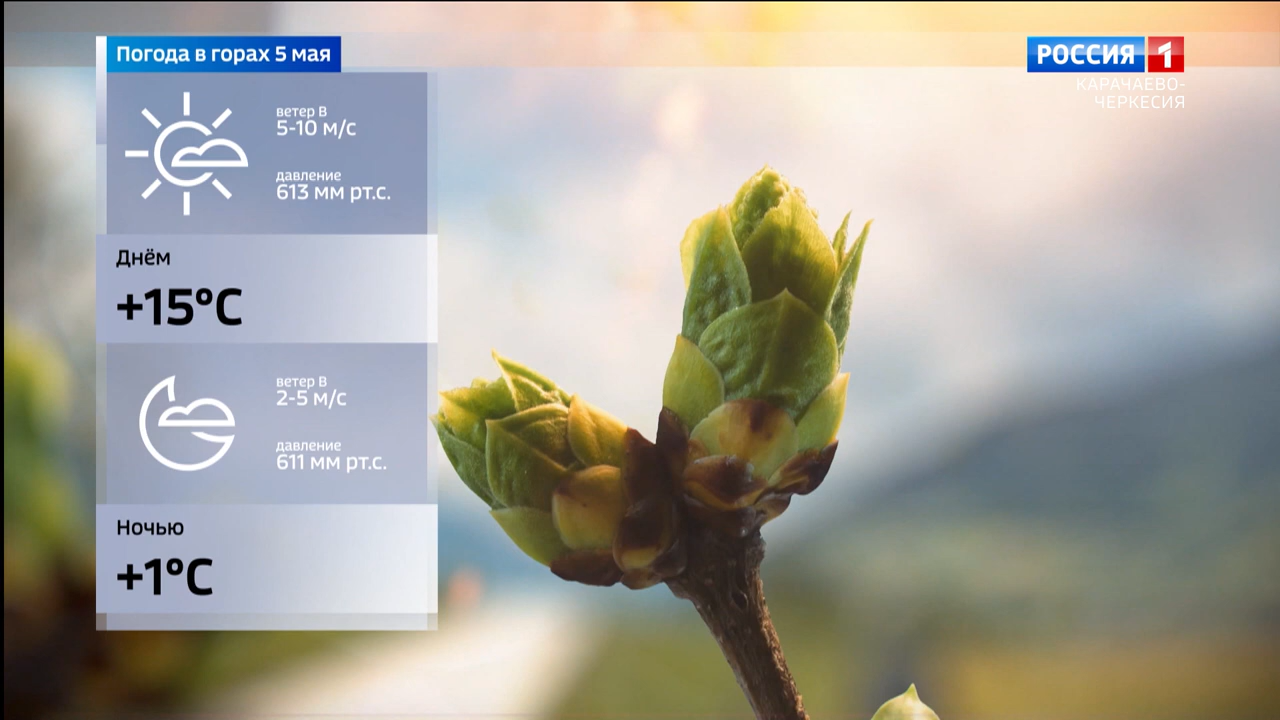 Погода в горах 5 мая
РОССИЯ 1
КАРАЧАЕВО-
ЧЕРКЕСИЯ
ветер В
5-10 м/с
давление
613 мм рт.с.
Днём
+15°C
ветер В
2-5 м/с
давление
611 мм рт.с.
Ночью
+1°C